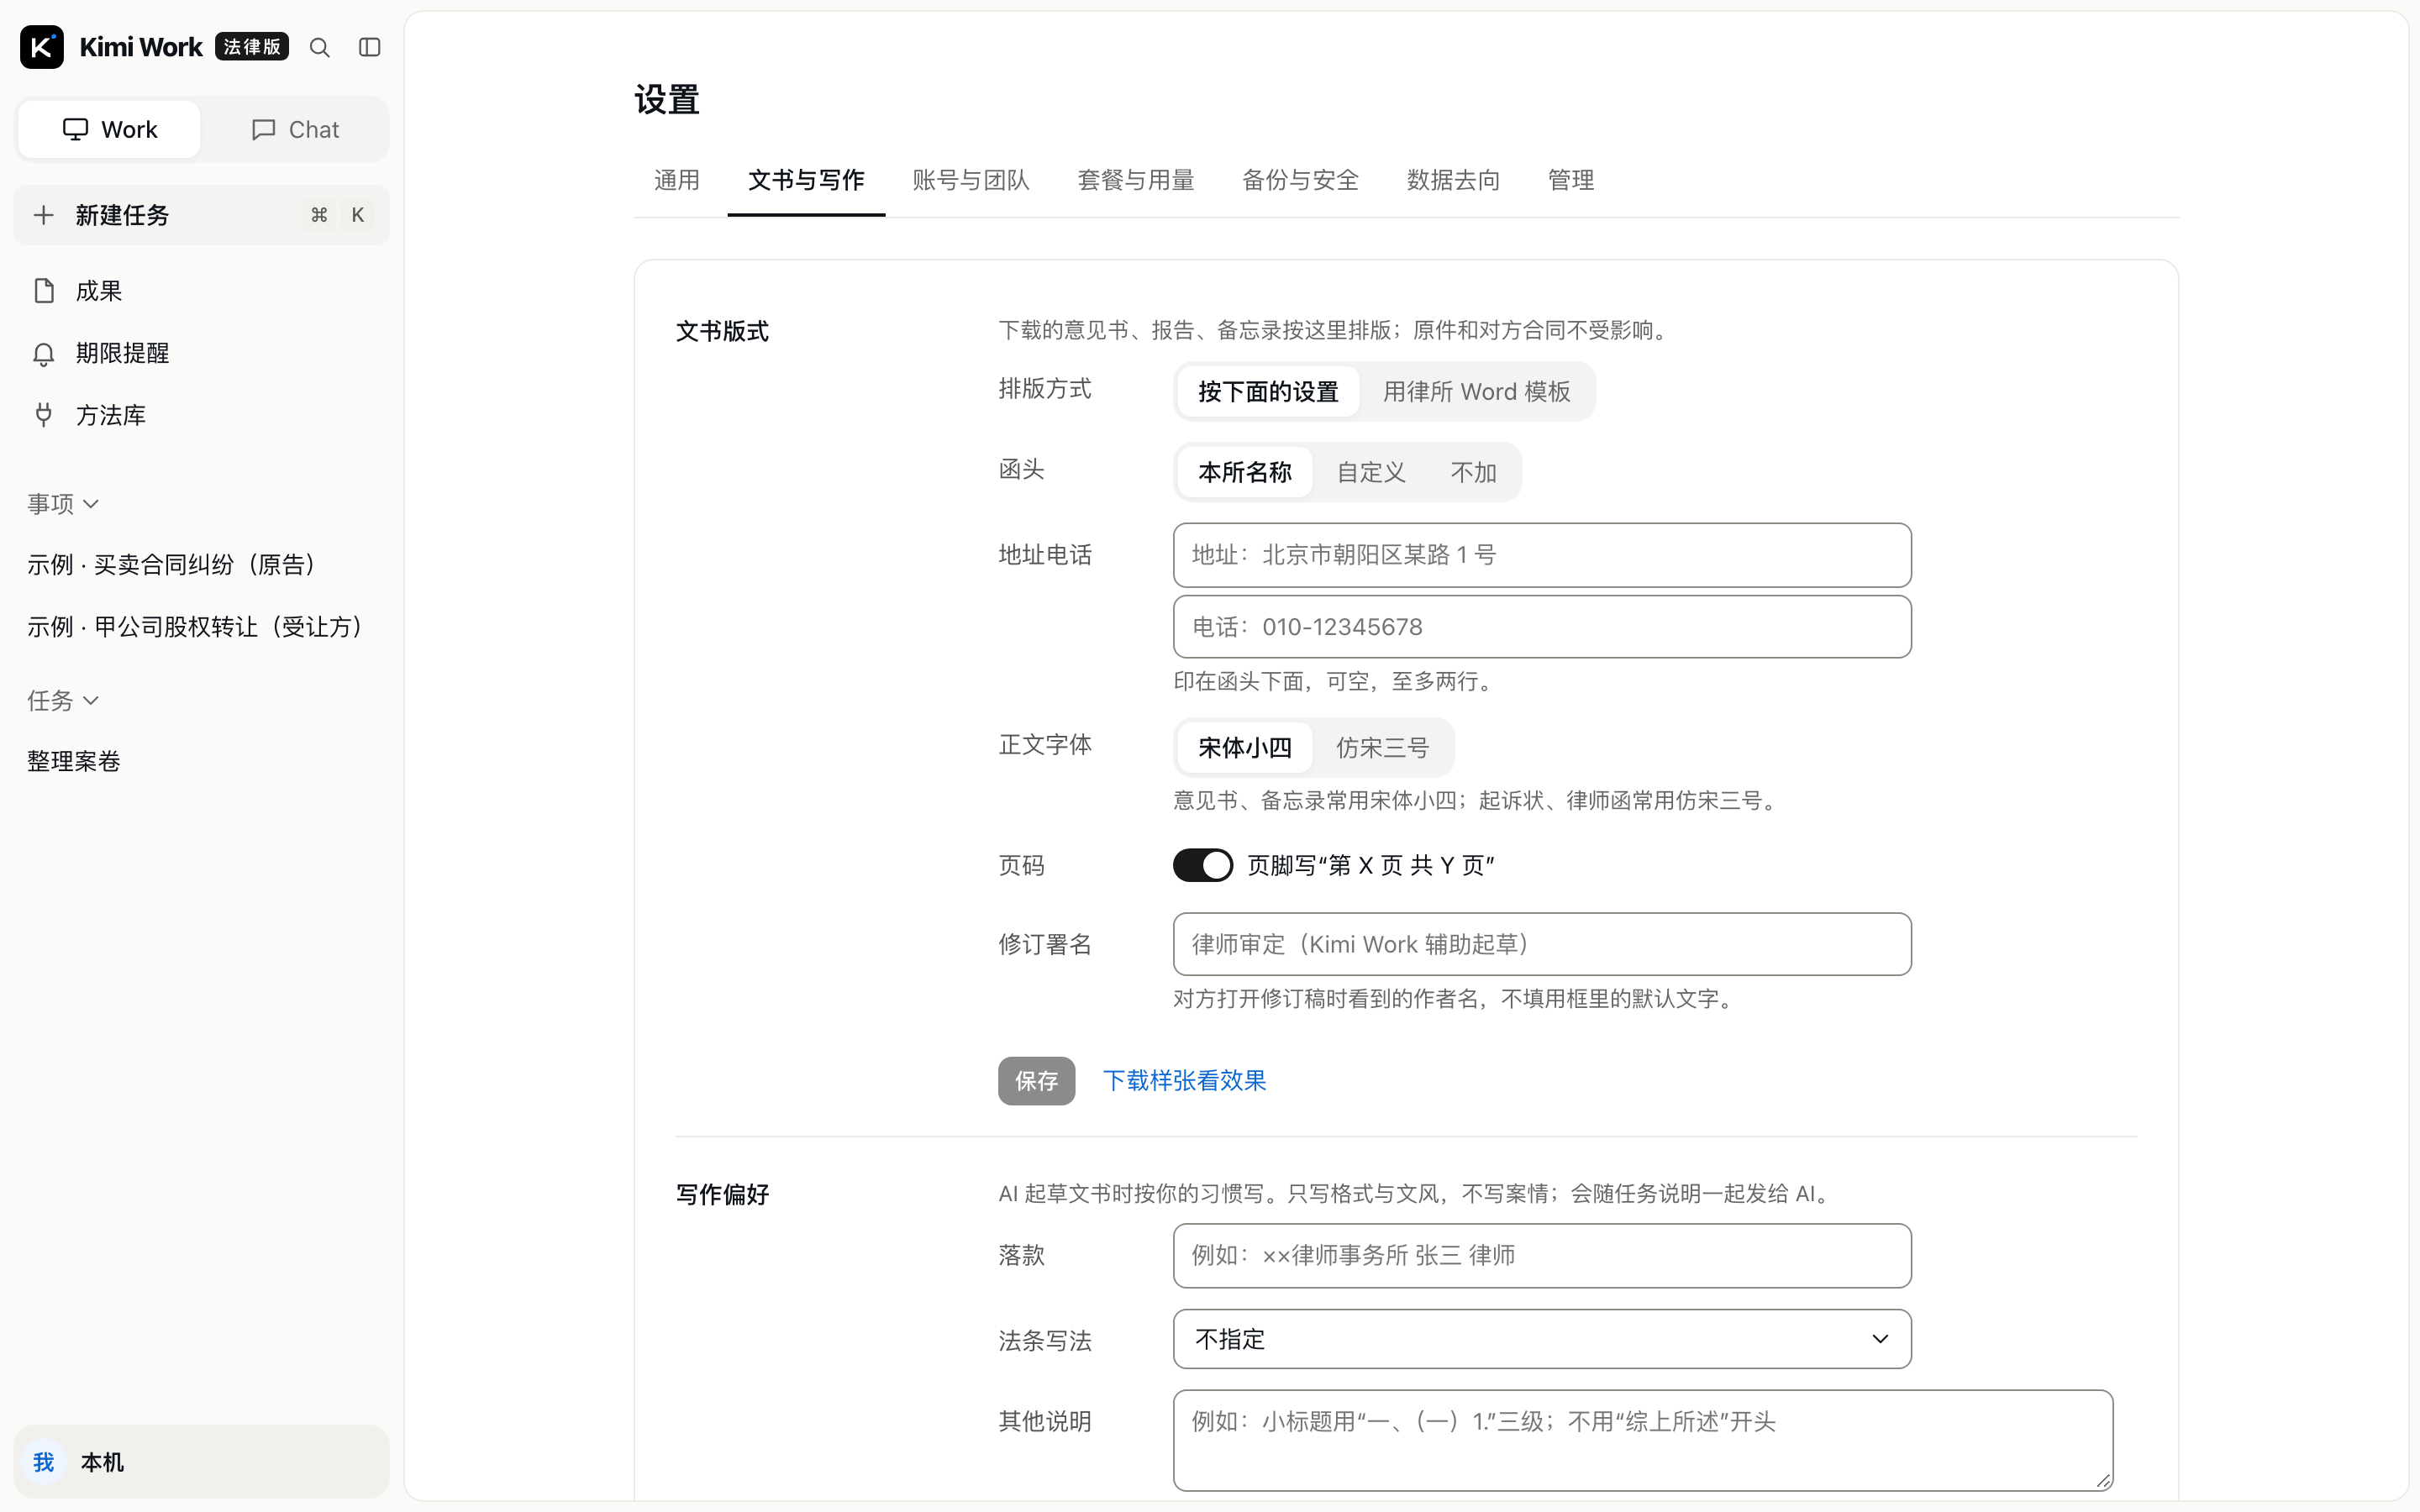 Kimi Work 法律版
Work Chat
新建任务 ⌘ K
成果
期限提醒
方法库
事项
示例 · 买卖合同纠纷（原告）
示例 · 甲公司股权转让（受让方）
任务
整理案卷
我 本机
设置
通用 文书与写作 账号与团队 套餐与用量 备份与安全 数据去向 管理
文书版式
下载的意见书、报告、备忘录按这里排版；原件和对方合同不受影响。
排版方式 按下面的设置 用律所 Word 模板
函头 本所名称 自定义 不加
地址电话 地址：北京市朝阳区某路 1 号
电话：010-12345678
印在函头下面，可空，至多两行。
正文字体 宋体小四 仿宋三号
意见书、备忘录常用宋体小四；起诉状、律师函常用仿宋三号。
页码 页脚写“第 X 页 共 Y 页”
修订署名 律师审定（Kimi Work 辅助起草）
对方打开修订稿时看到的作者名，不填用框里的默认文字。
保存 下载样张看效果
写作偏好
AI 起草文书时按你的习惯写。只写格式与文风，不写案情；会随任务说明一起发给 AI。
落款 例如：××律师事务所 张三 律师
法条写法 不指定
其他说明 例如：小标题用“一、（一）1.”三级；不用“综上所述”开头